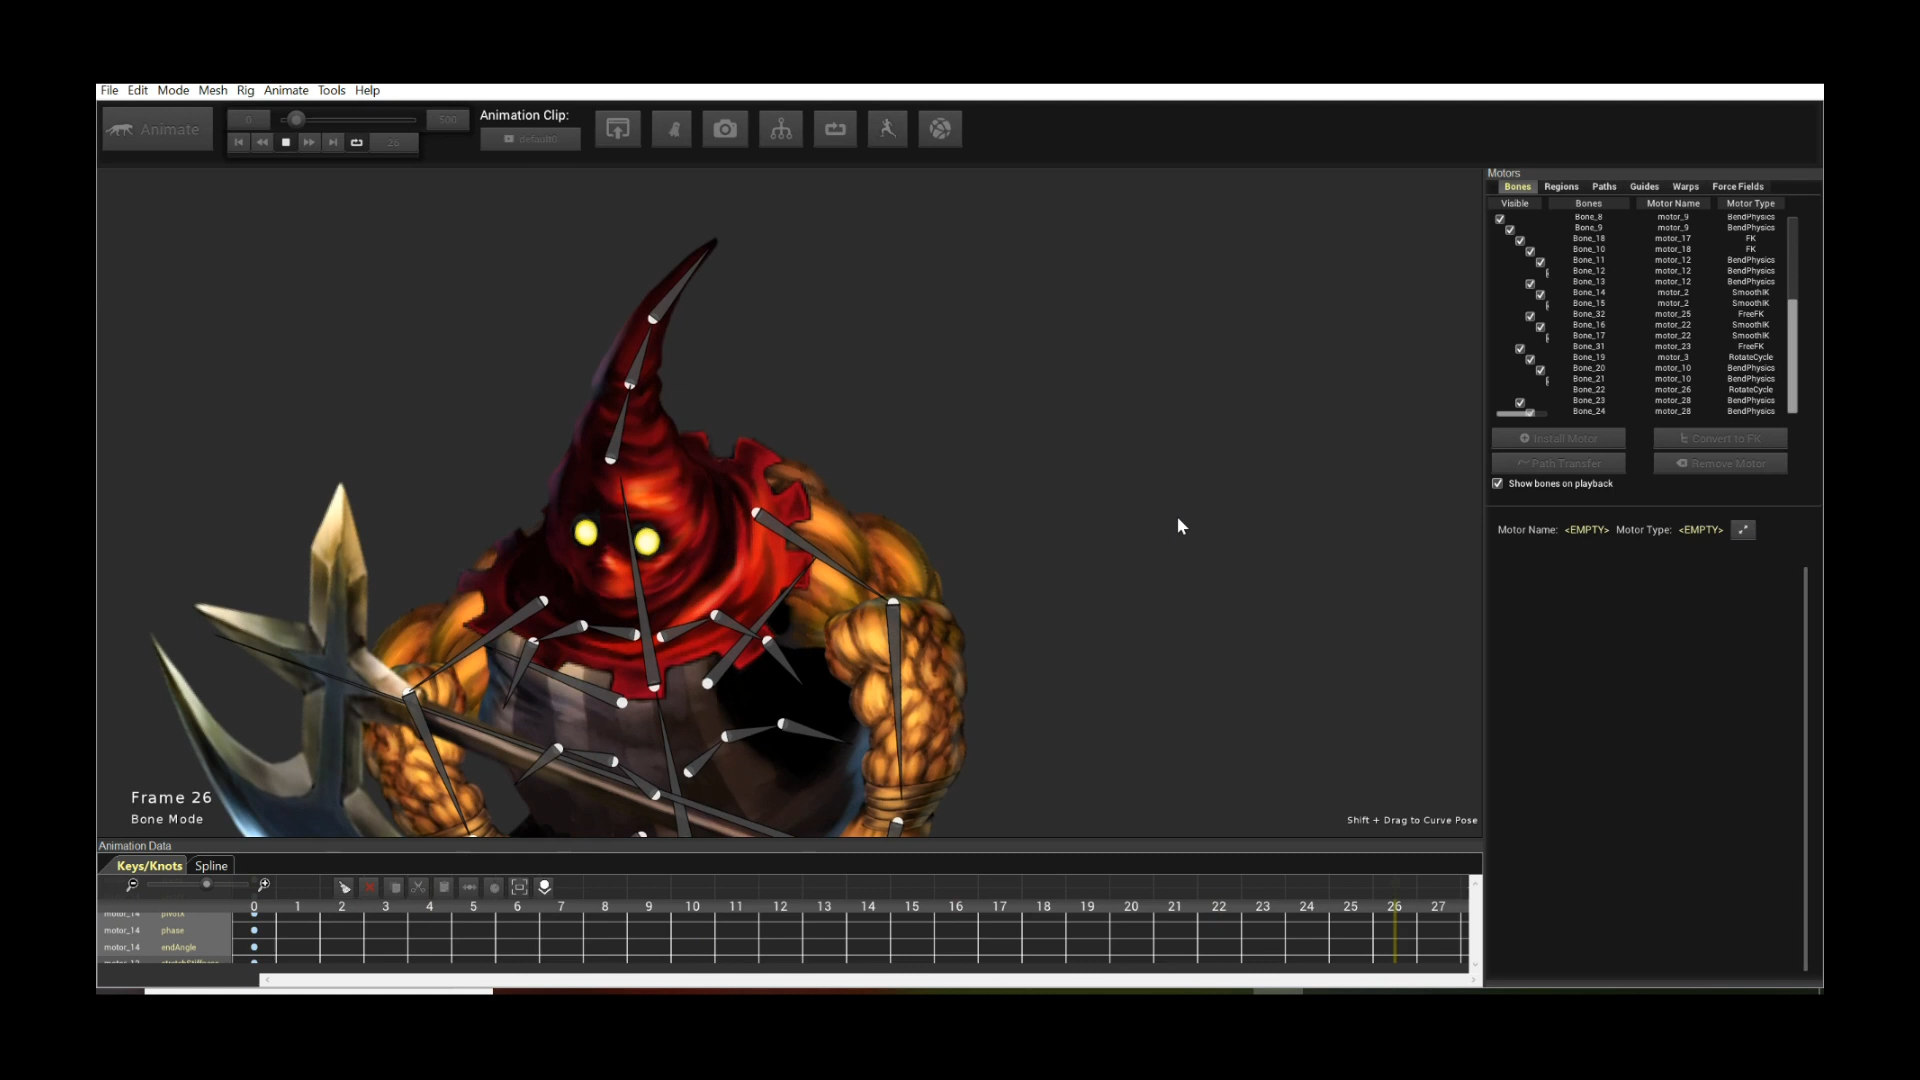 File Edit Mode Mesh Rig Animate Tools Help
Animate
0
500
26
Animation Clip:
default0
Motors
Bones Regions Paths Guides Warps Force Fields
Visible Bones Motor Name Motor Type
Bone_8 motor_9 BendPhysics
Bone_9 motor_9 BendPhysics
Bone_18 motor_17 FK
Bone_10 motor_18 FK
Bone_11 motor_12 BendPhysics
Bone_12 motor_12 BendPhysics
Bone_13 motor_12 BendPhysics
Bone_14 motor_2 SmoothIK
Bone_15 motor_2 SmoothIK
Bone_32 motor_25 FreeFK
Bone_16 motor_22 SmoothIK
Bone_17 motor_22 SmoothIK
Bone_31 motor_23 FreeFK
Bone_19 motor_3 RotateCycle
Bone_20 motor_10 BendPhysics
Bone_21 motor_10 BendPhysics
Bone_22 motor_26 RotateCycle
Bone_23 motor_28 BendPhysics
Bone_24 motor_28 BendPhysics
Install Motor Convert to FK
Path Transfer Remove Motor
Show bones on playback
Motor Name: <EMPTY> Motor Type: <EMPTY>
Frame 26
Bone Mode
Shift + Drag to Curve Pose
Animation Data
Keys/Knots Spline
0 1 2 3 4 5 6 7 8 9 10 11 12 13 14 15 16 17 18 19 20 21 22 23 24 25 26 27
motor_14 pivotX
motor_14 phase
motor_14 endAngle